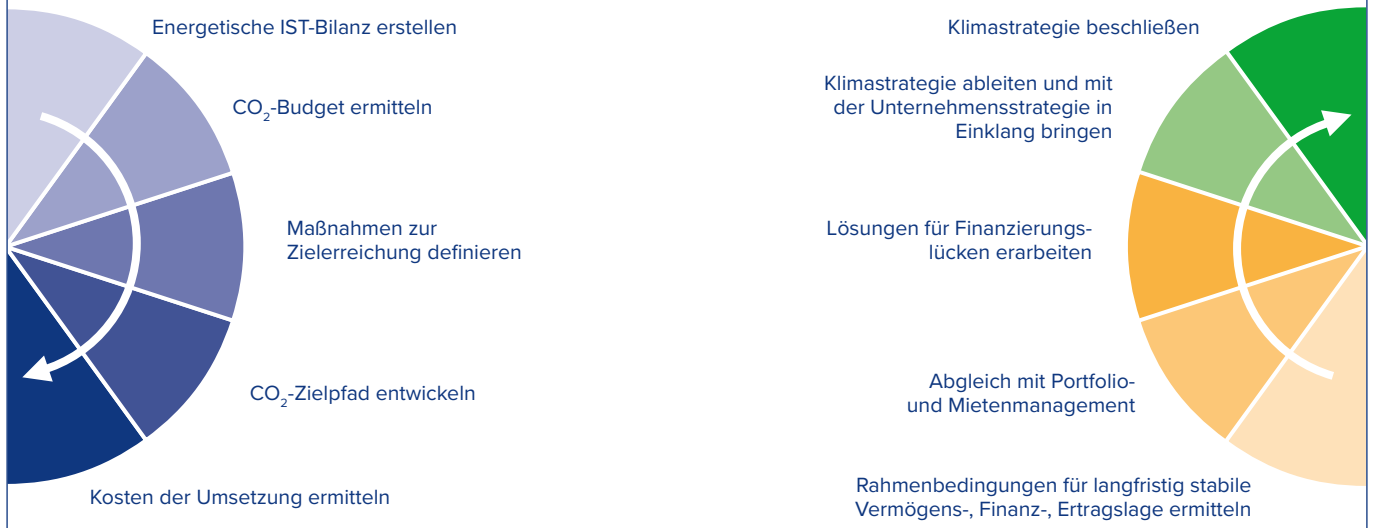 Energetische IST-Bilanz erstellen
CO₂-Budget ermitteln
Maßnahmen zur
Zielerreichung definieren
CO₂-Zielpfad entwickeln
Kosten der Umsetzung ermitteln
Klimastrategie beschließen
Klimastrategie ableiten und mit
der Unternehmensstrategie in
Einklang bringen
Lösungen für Finanzierungs-
lücken erarbeiten
Abgleich mit Portfolio-
und Mietenmanagement
Rahmenbedingungen für langfristig stabile
Vermögens-, Finanz-, Ertragslage ermitteln